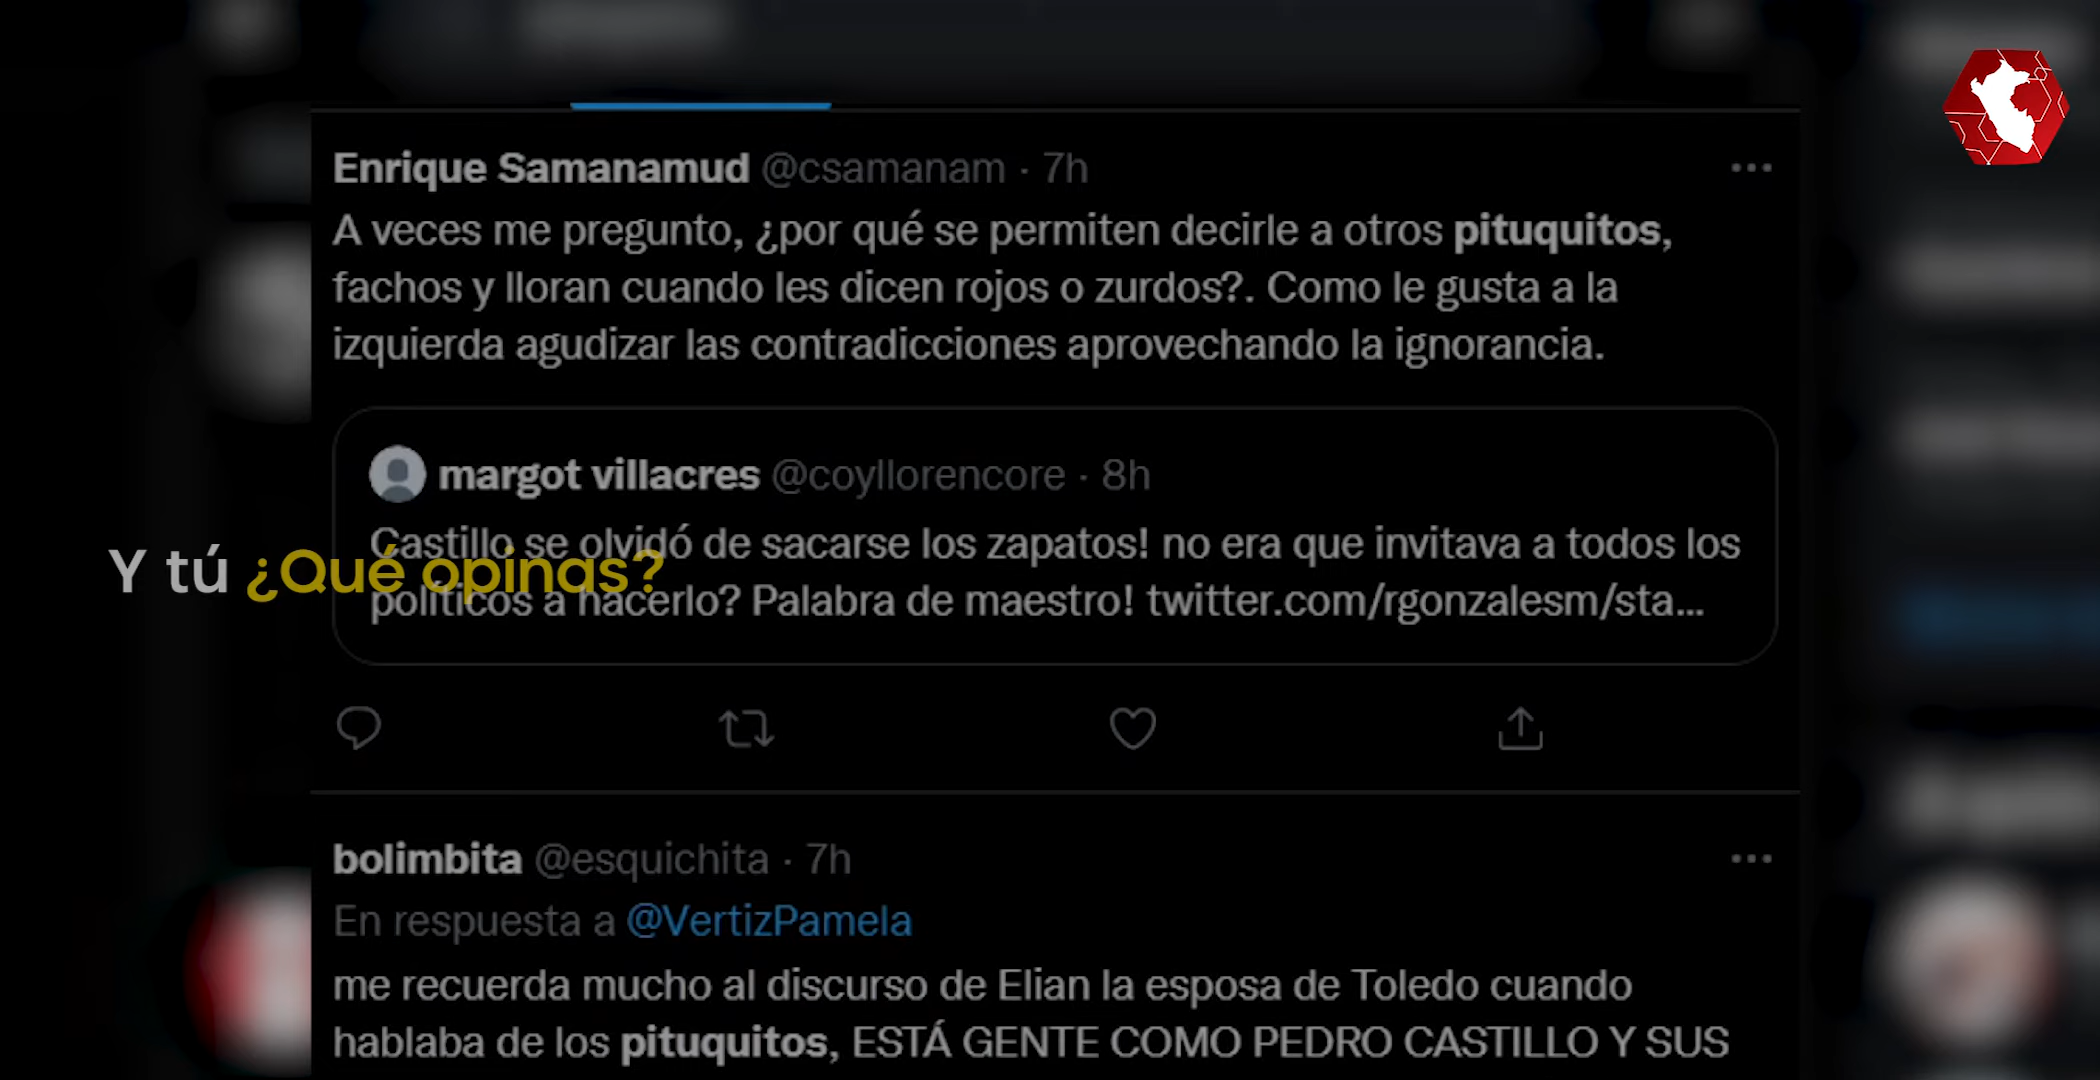 Enrique Samanamud @csamanam · 7h
A veces me pregunto, ¿por qué se permiten decirle a otros pituquitos,
fachos y lloran cuando les dicen rojos o zurdos?. Como le gusta a la
izquierda agudizar las contradicciones aprovechando la ignorancia.
margot villacres @coyllorencore · 8h
Castillo se olvidó de sacarse los zapatos! no era que invitava a todos los
políticos a hacerlo? Palabra de maestro! twitter.com/rgonzalesm/sta...
Y tú ¿Qué opinas?
bolimbita @esquichita · 7h
En respuesta a @VertizPamela
me recuerda mucho al discurso de Elian la esposa de Toledo cuando
hablaba de los pituquitos, ESTÁ GENTE COMO PEDRO CASTILLO Y SUS